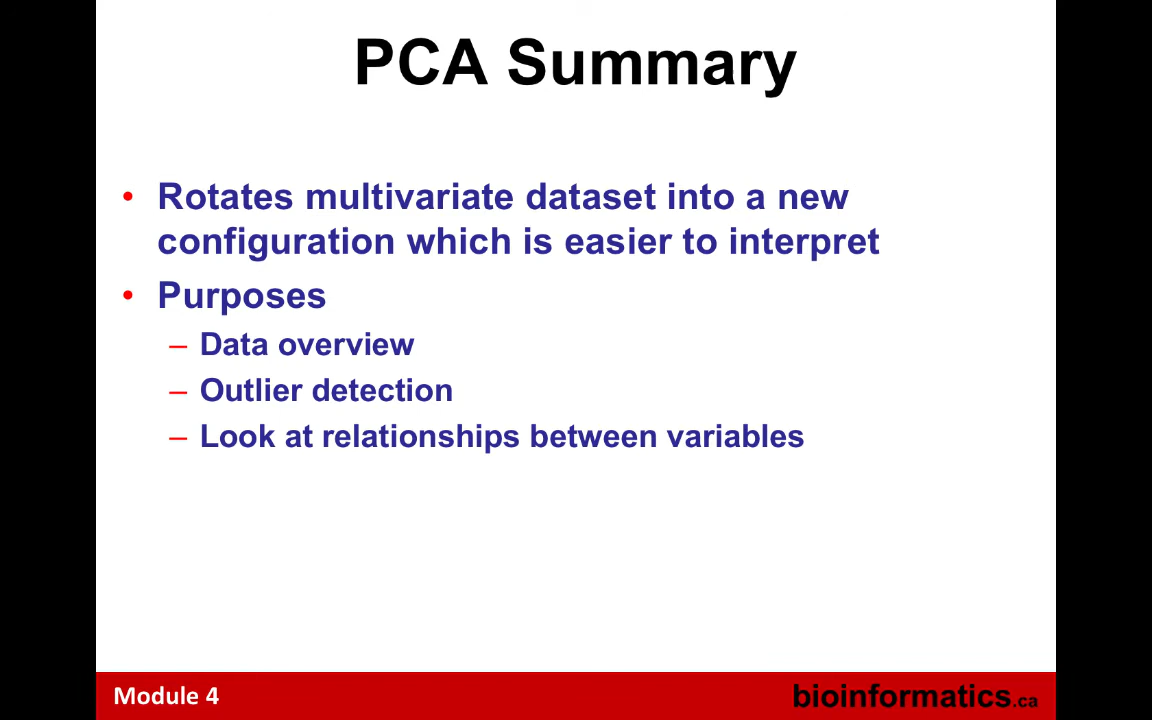 PCA Summary
• Rotates multivariate dataset into a new
configuration which is easier to interpret
• Purposes
– Data overview
– Outlier detection
– Look at relationships between variables
Module 4
bioinformatics.ca